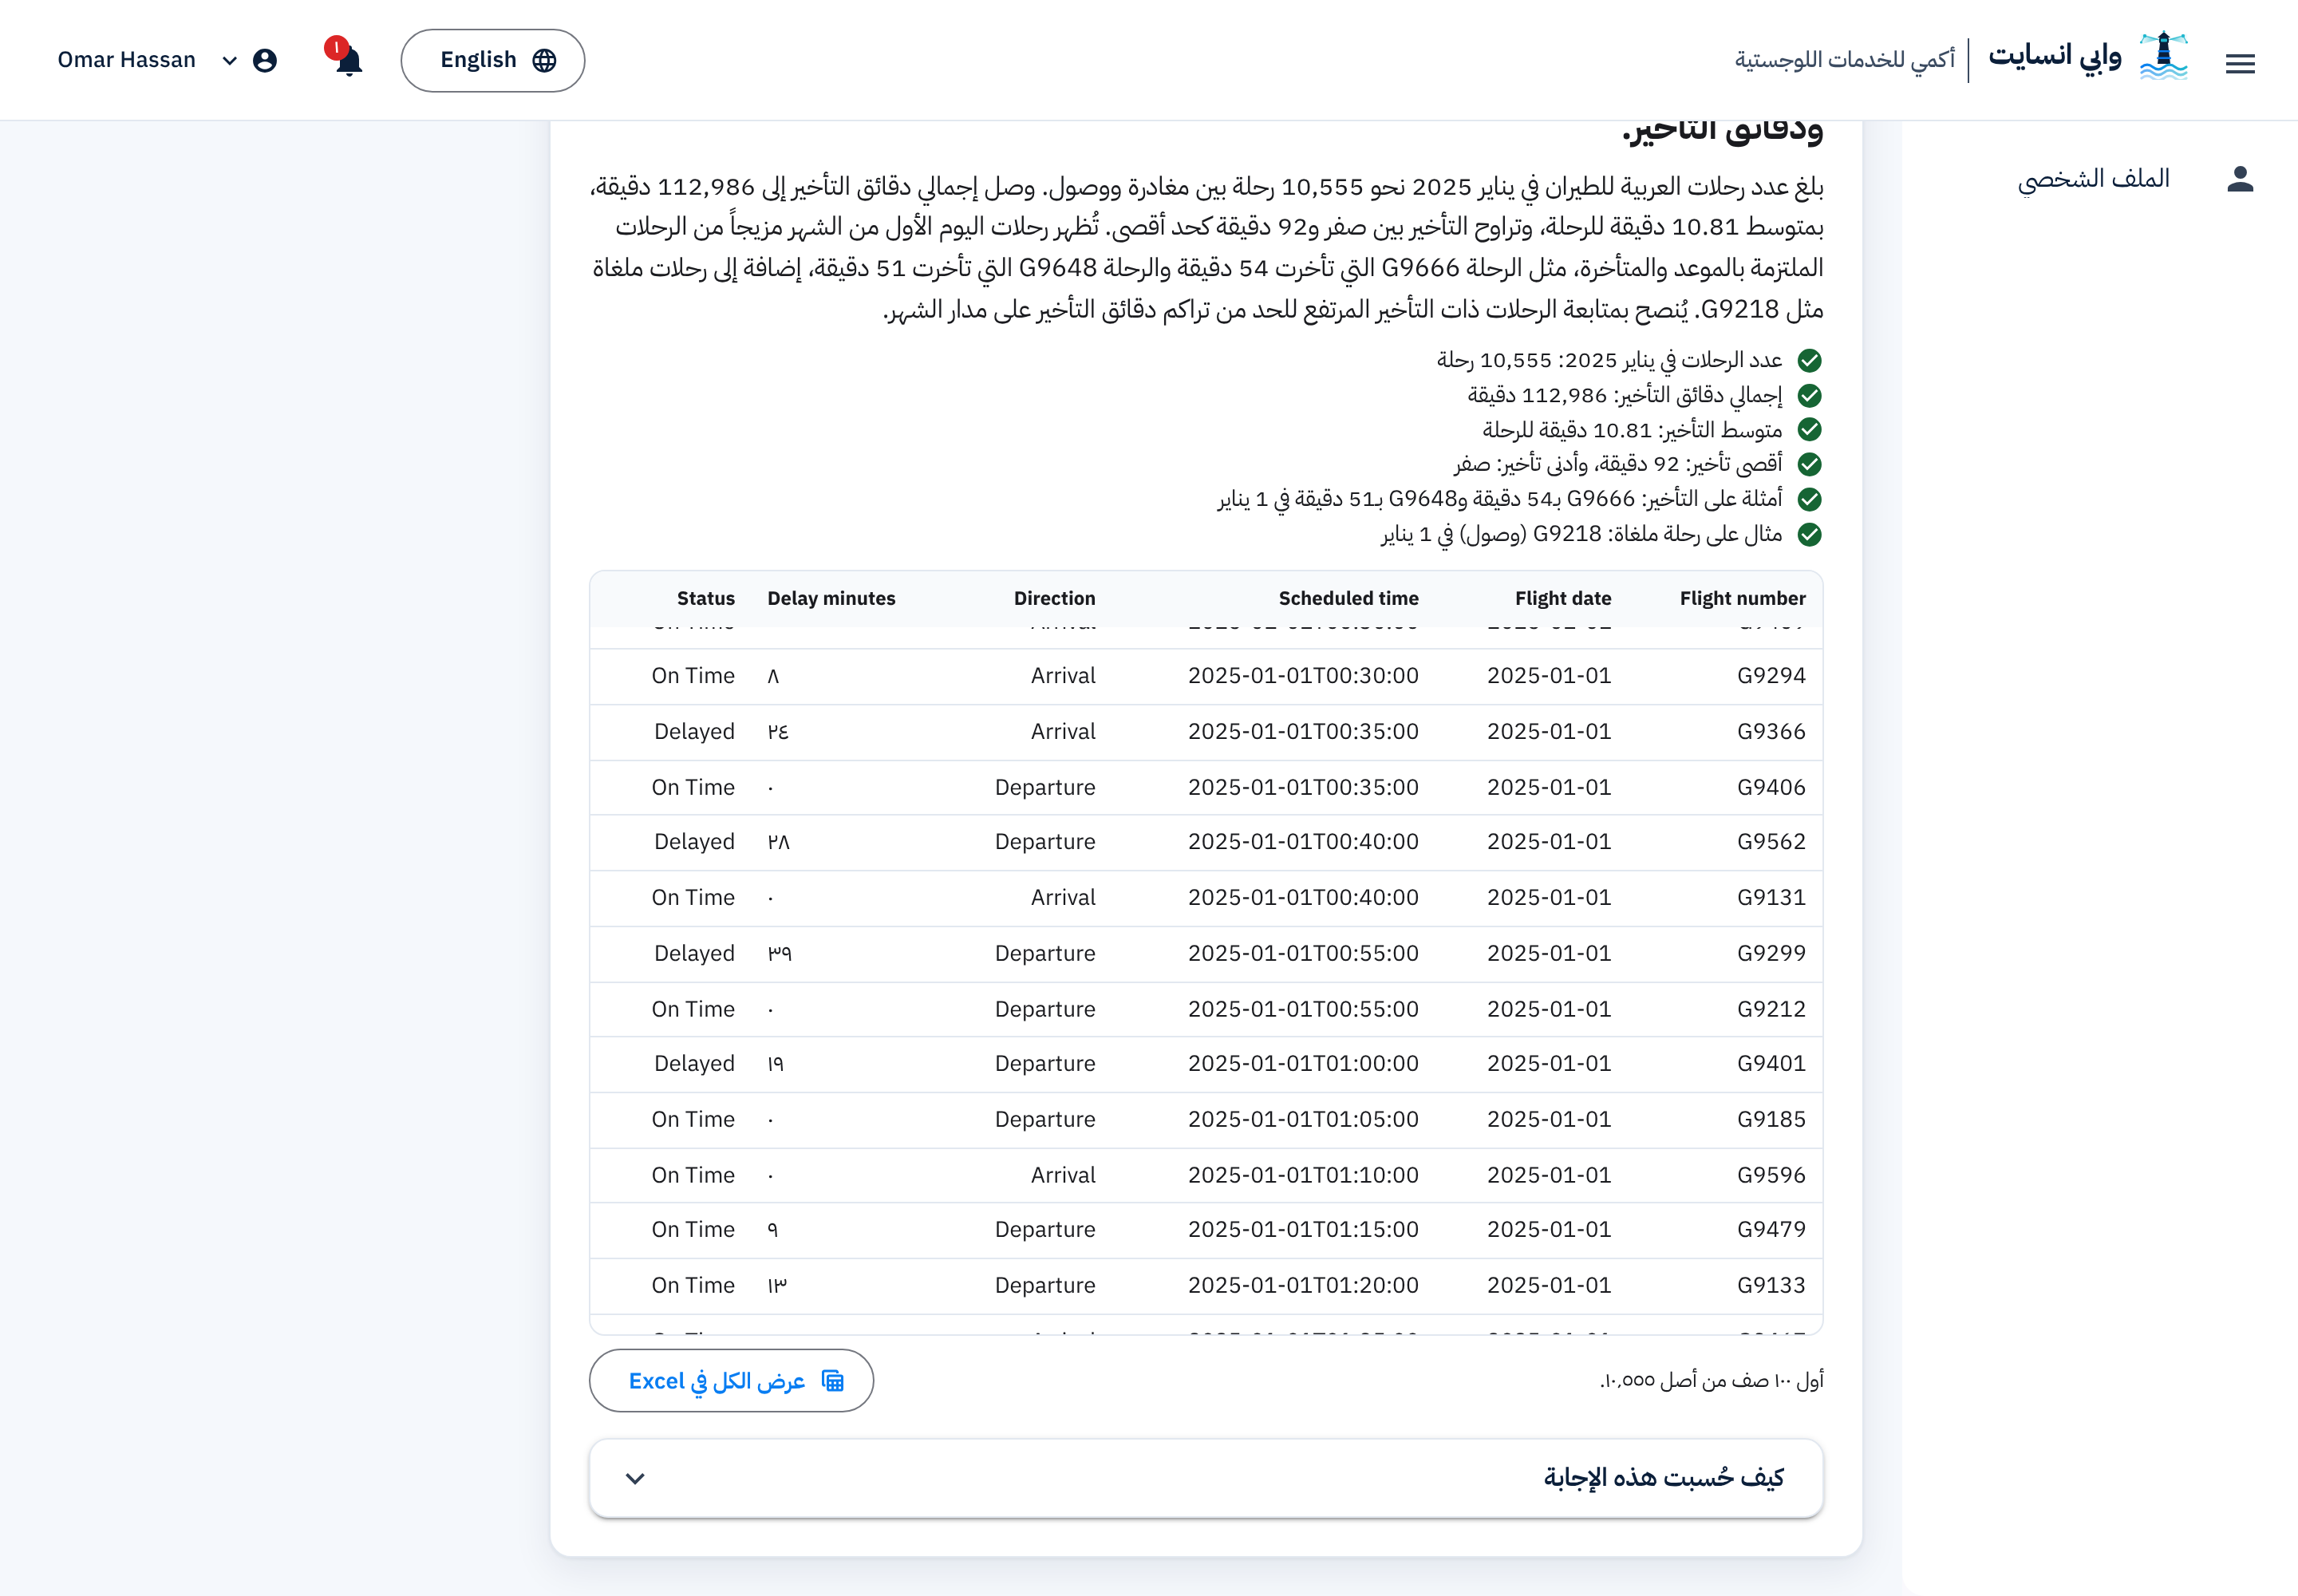 وابي انسايت
أكمي للخدمات اللوجستية
English
١
Omar Hassan
الملف الشخصي
ودقائق التأخير.
بلغ عدد رحلات العربية للطيران في يناير 2025 نحو 10,555 رحلة بين مغادرة ووصول. وصل إجمالي دقائق التأخير إلى 112,986 دقيقة،
بمتوسط 10.81 دقيقة للرحلة، وتراوح التأخير بين صفر و92 دقيقة كحد أقصى. تُظهر رحلات اليوم الأول من الشهر مزيجاً من الرحلات
الملتزمة بالموعد والمتأخرة، مثل الرحلة G9666 التي تأخرت 54 دقيقة والرحلة G9648 التي تأخرت 51 دقيقة، إضافة إلى رحلات ملغاة
مثل G9218. يُنصح بمتابعة الرحلات ذات التأخير المرتفع للحد من تراكم دقائق التأخير على مدار الشهر.
عدد الرحلات في يناير 2025: 10,555 رحلة
إجمالي دقائق التأخير: 112,986 دقيقة
متوسط التأخير: 10.81 دقيقة للرحلة
أقصى تأخير: 92 دقيقة، وأدنى تأخير: صفر
أمثلة على التأخير: G9666 بـ54 دقيقة وG9648 بـ51 دقيقة في 1 يناير
مثال على رحلة ملغاة: G9218 (وصول) في 1 يناير
Flight number Flight date Scheduled time Direction Delay minutes Status
G9294 2025-01-01 2025-01-01T00:30:00 Arrival ٨ On Time
G9366 2025-01-01 2025-01-01T00:35:00 Arrival ٢٤ Delayed
G9406 2025-01-01 2025-01-01T00:35:00 Departure ٠ On Time
G9562 2025-01-01 2025-01-01T00:40:00 Departure ٢٨ Delayed
G9131 2025-01-01 2025-01-01T00:40:00 Arrival ٠ On Time
G9299 2025-01-01 2025-01-01T00:55:00 Departure ٣٩ Delayed
G9212 2025-01-01 2025-01-01T00:55:00 Departure ٠ On Time
G9401 2025-01-01 2025-01-01T01:00:00 Departure ١٩ Delayed
G9185 2025-01-01 2025-01-01T01:05:00 Departure ٠ On Time
G9596 2025-01-01 2025-01-01T01:10:00 Arrival ٠ On Time
G9479 2025-01-01 2025-01-01T01:15:00 Departure ٩ On Time
G9133 2025-01-01 2025-01-01T01:20:00 Departure ١٣ On Time
أول ١٠٠ صف من أصل ١٠٬٥٥٥.
عرض الكل في Excel
كيف حُسبت هذه الإجابة